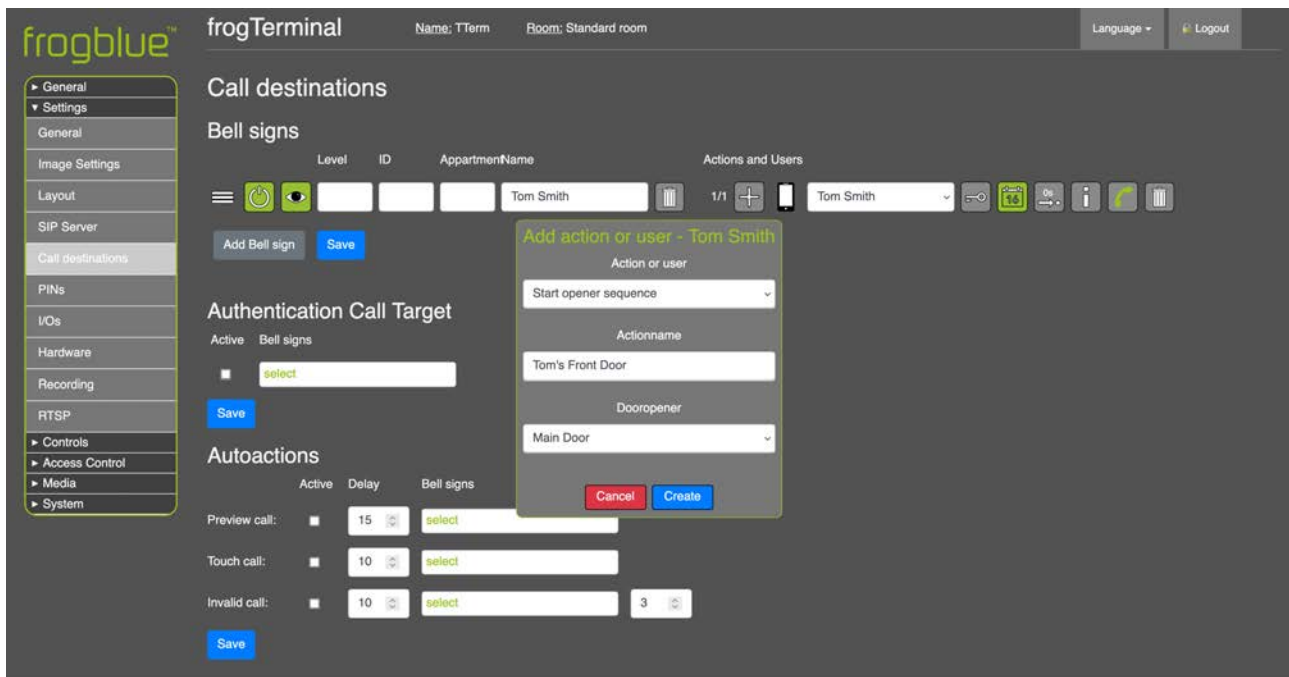 frogblue™
frogTerminal
Name: TTerm
Room: Standard room
Language
Logout
General
Settings
General
Image Settings
Layout
SIP Server
Call destinations
PINs
I/Os
Hardware
Recording
RTSP
Controls
Access Control
Media
System
Call destinations
Bell signs
Level ID Appartment Name Actions and Users
Tom Smith 1/1 Tom Smith 16 0s i
Add Bell sign Save
Add action or user - Tom Smith
Action or user
Start opener sequence
Actionname
Tom's Front Door
Dooropener
Main Door
Cancel Create
Authentication Call Target
Active Bell signs
select
Save
Autoactions
Active Delay Bell signs
Preview call: 15 select
Touch call: 10 select
Invalid call: 10 select 3
Save